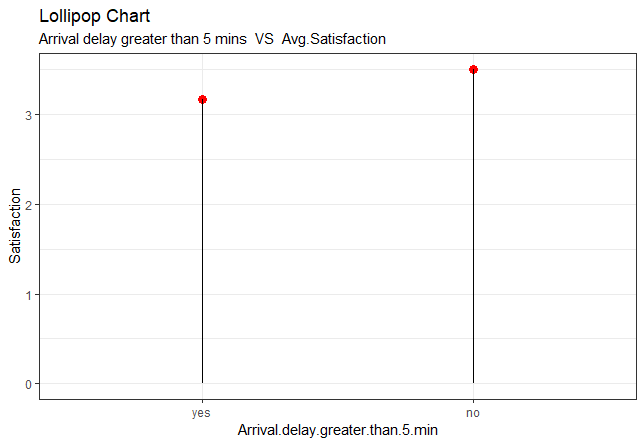 Lollipop Chart
Arrival delay greater than 5 mins  VS  Avg.Satisfaction
Satisfaction
3
2
1
0
yes
no
Arrival.delay.greater.than.5.min